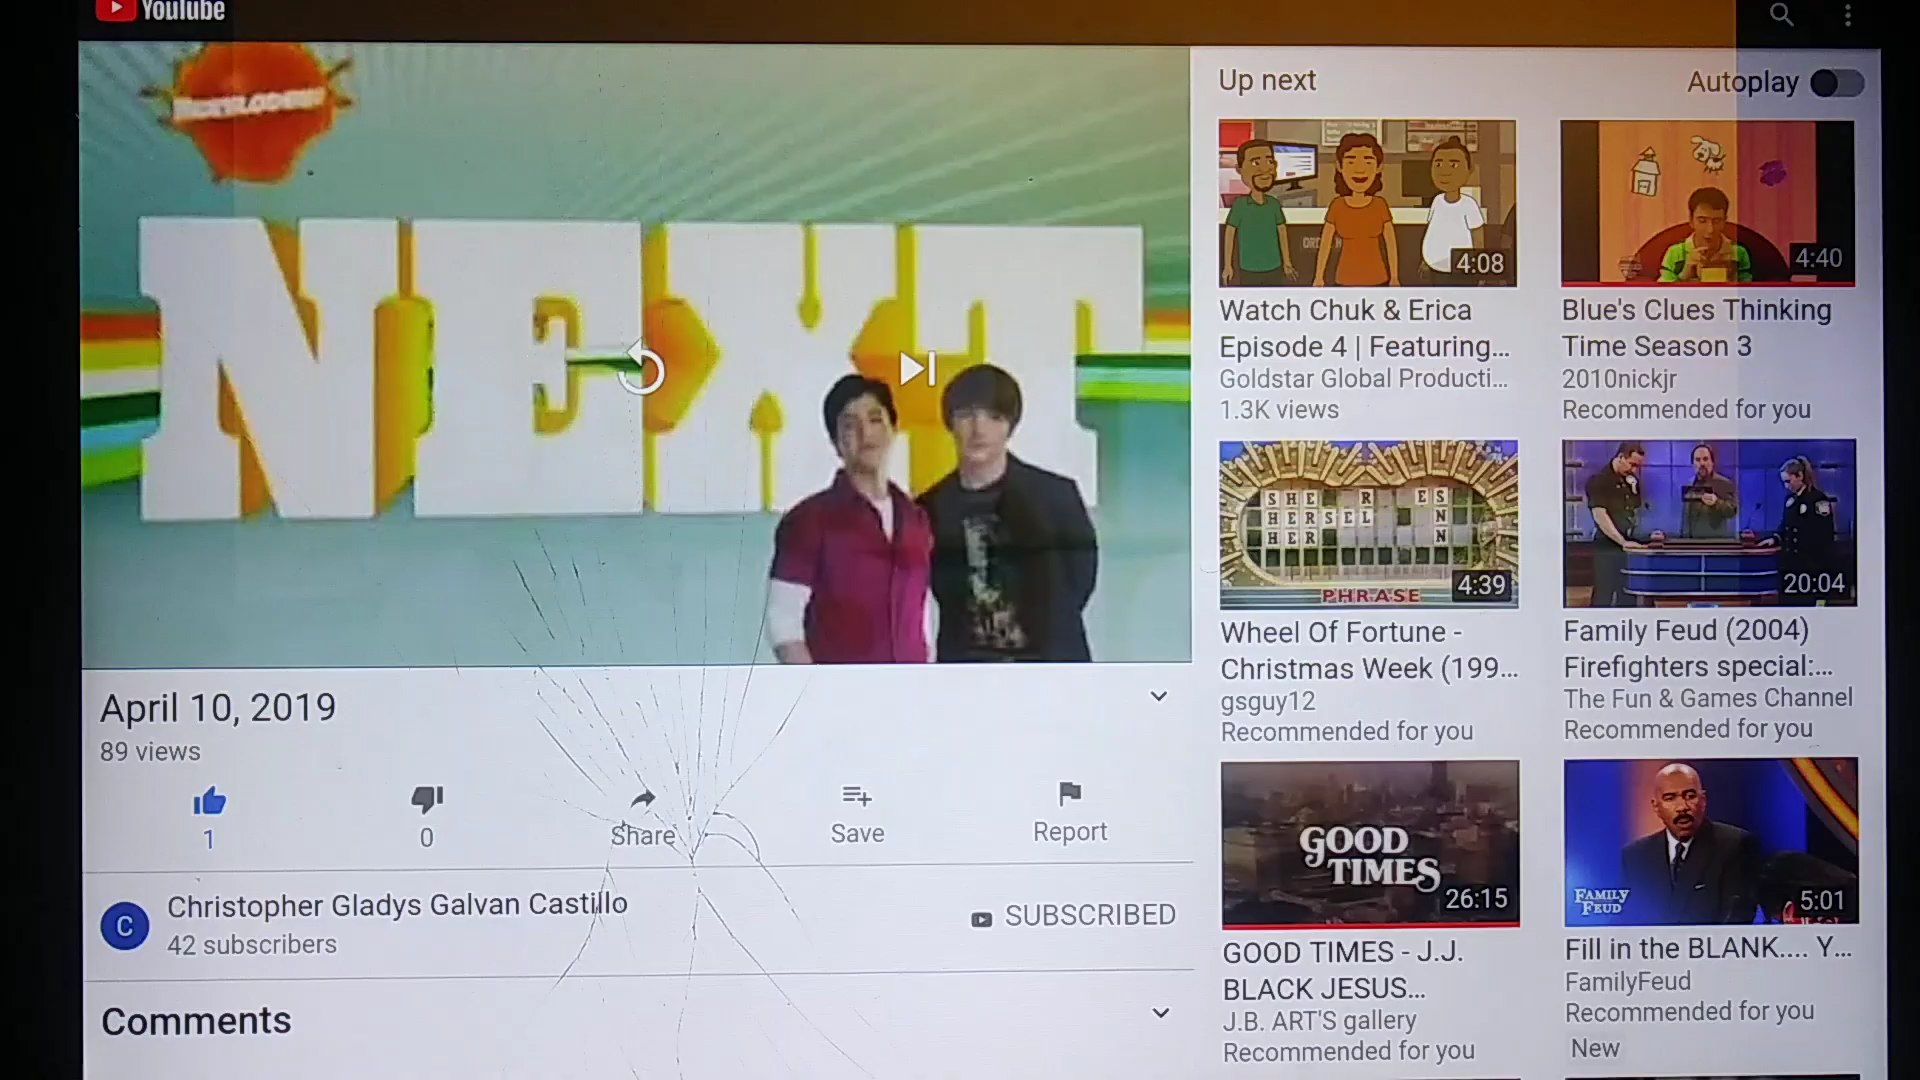 YouTube
NICKELODEON
NEXT
April 10, 2019
89 views
1
0
Share
Save
Report
Christopher Gladys Galvan Castillo
42 subscribers
SUBSCRIBED
Comments
Up next
Autoplay
4:08
Watch Chuk & Erica
Episode 4 | Featuring...
Goldstar Global Producti...
1.3K views
4:40
Blue's Clues Thinking
Time Season 3
2010nickjr
Recommended for you
SHE R ES
HERSEL N
HER N
PHRASE
4:39
Wheel Of Fortune -
Christmas Week (199...
gsguy12
Recommended for you
20:04
Family Feud (2004)
Firefighters special:...
The Fun & Games Channel
Recommended for you
GOOD
TIMES
26:15
GOOD TIMES - J.J.
BLACK JESUS...
J.B. ART'S gallery
Recommended for you
FAMILY
FEUD
5:01
Fill in the BLANK.... Y...
FamilyFeud
Recommended for you
New